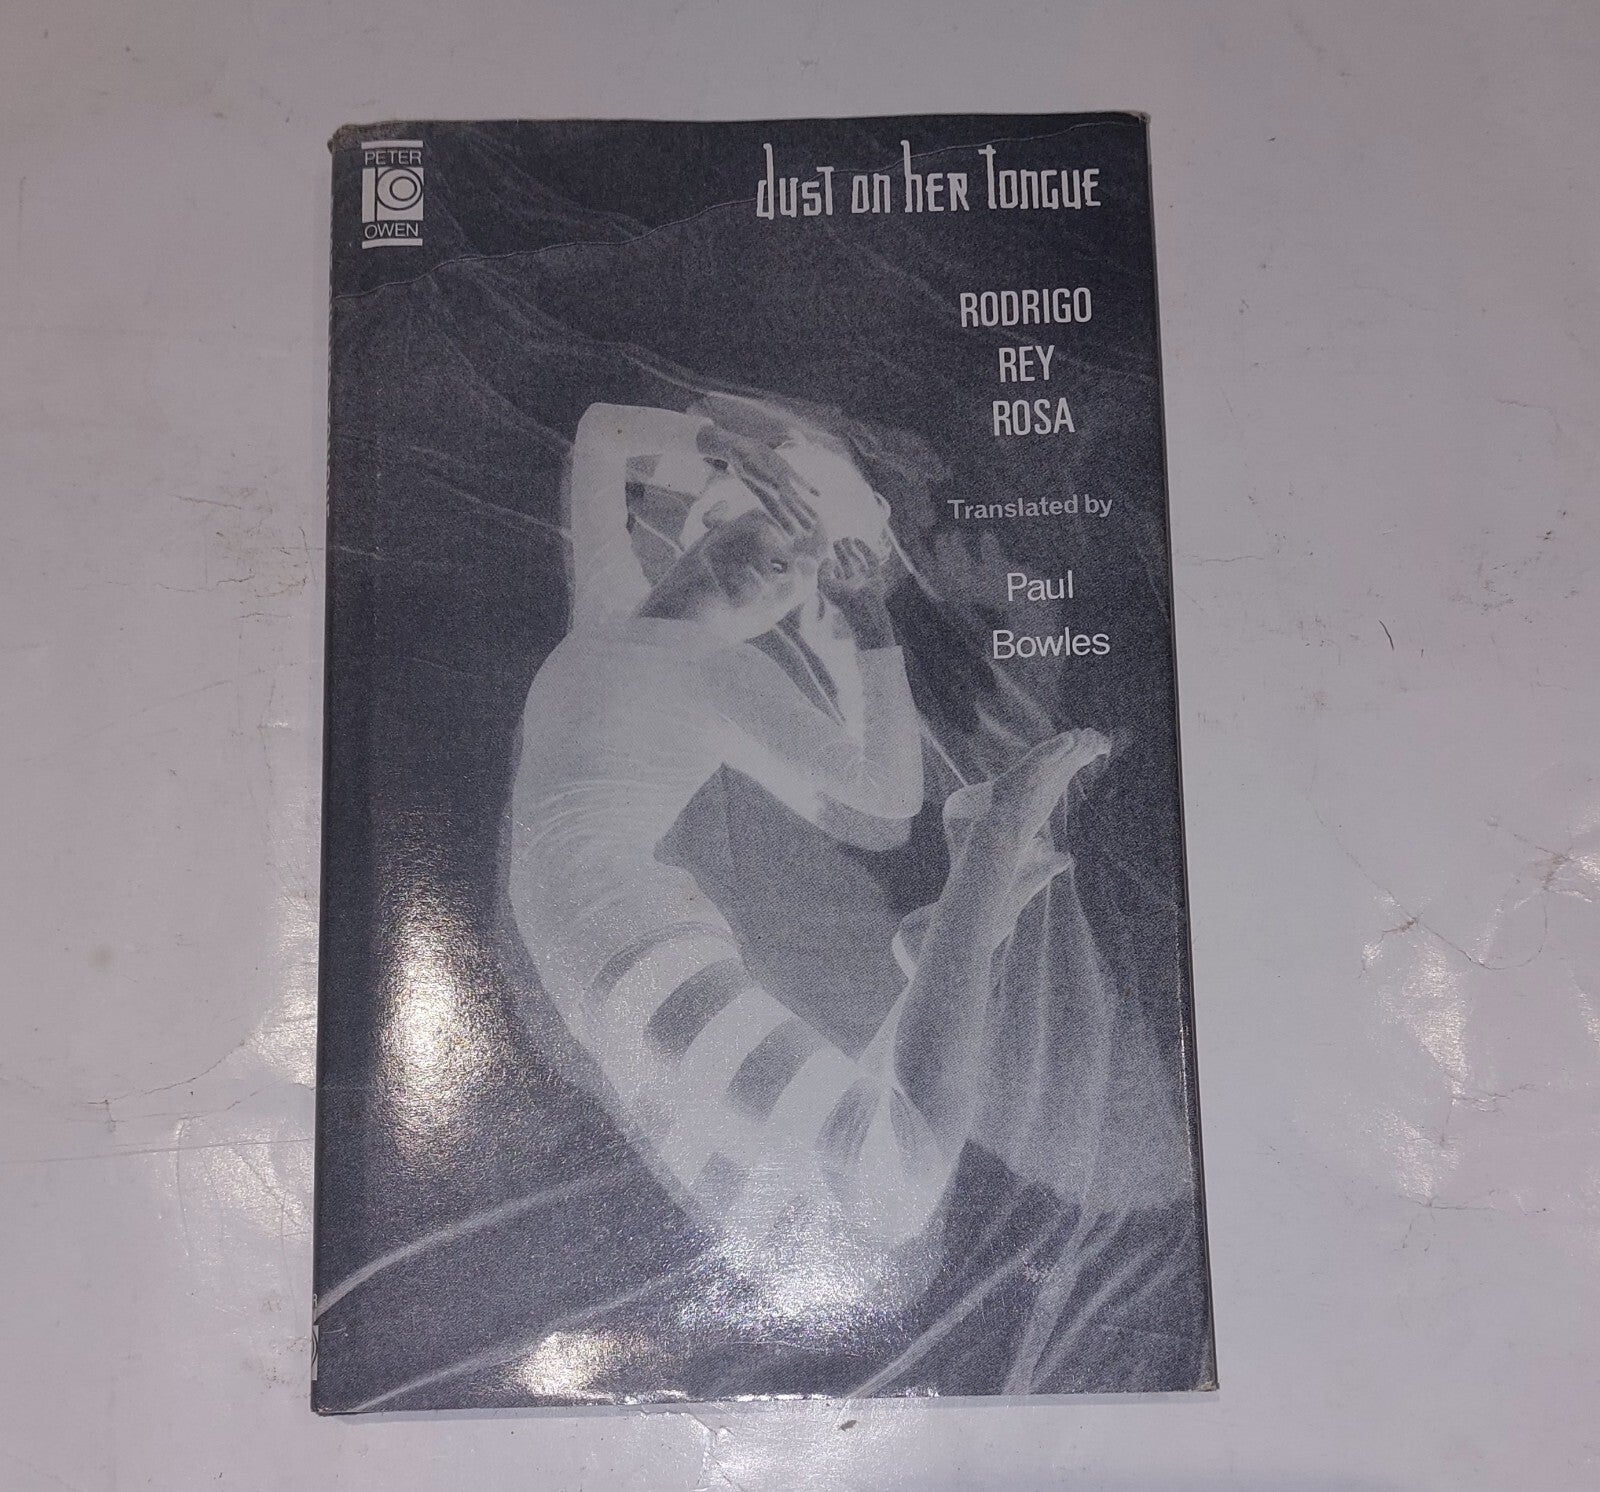 PETER
OWEN
dust on her tongue
RODRIGO
REY
ROSA
Translated by
Paul
Bowles